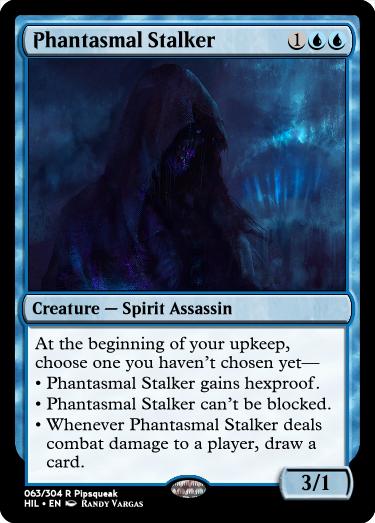 Phantasmal Stalker 1
Creature — Spirit Assassin
At the beginning of your upkeep,
choose one you haven't chosen yet—
• Phantasmal Stalker gains hexproof.
• Phantasmal Stalker can't be blocked.
• Whenever Phantasmal Stalker deals
combat damage to a player, draw a
card.
3/1
063/304 R Pipsqueak
HIL • EN Randy Vargas